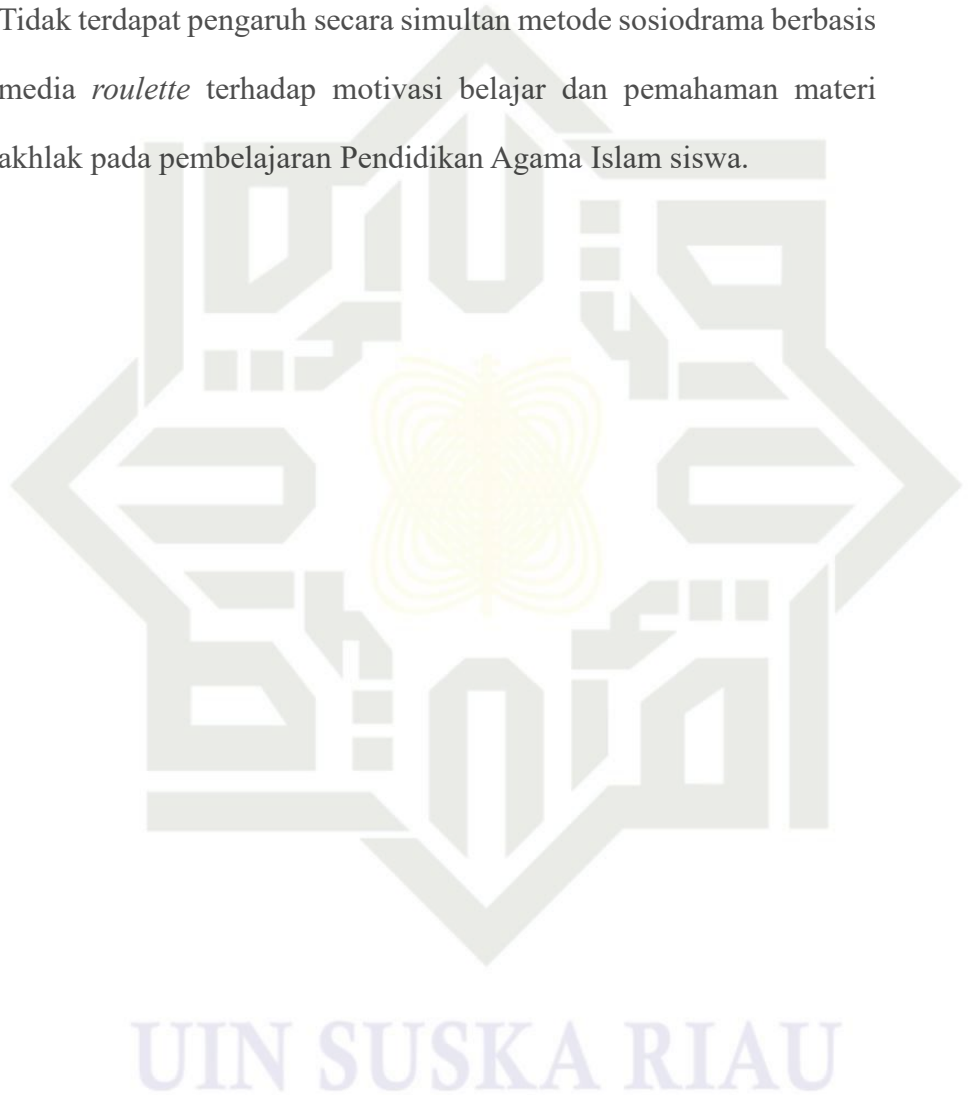 Tidak terdapat pengaruh secara simultan metode sosiodrama berbasis
media roulette terhadap motivasi belajar dan pemahaman materi
akhlak pada pembelajaran Pendidikan Agama Islam siswa.
UIN SUSKA RIAU